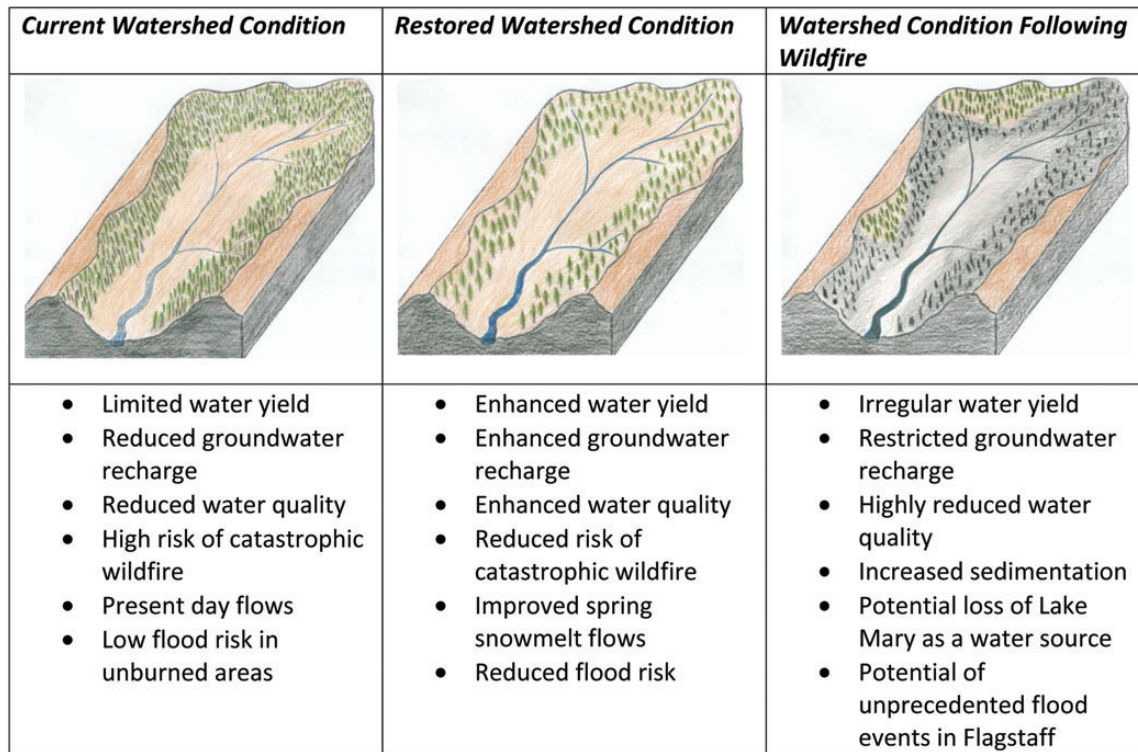 Current Watershed Condition
Restored Watershed Condition
Watershed Condition Following
Wildfire
• Limited water yield
• Reduced groundwater
recharge
• Reduced water quality
• High risk of catastrophic
wildfire
• Present day flows
• Low flood risk in
unburned areas
• Enhanced water yield
• Enhanced groundwater
recharge
• Enhanced water quality
• Reduced risk of
catastrophic wildfire
• Improved spring
snowmelt flows
• Reduced flood risk
• Irregular water yield
• Restricted groundwater
recharge
• Highly reduced water
quality
• Increased sedimentation
• Potential loss of Lake
Mary as a water source
• Potential of
unprecedented flood
events in Flagstaff